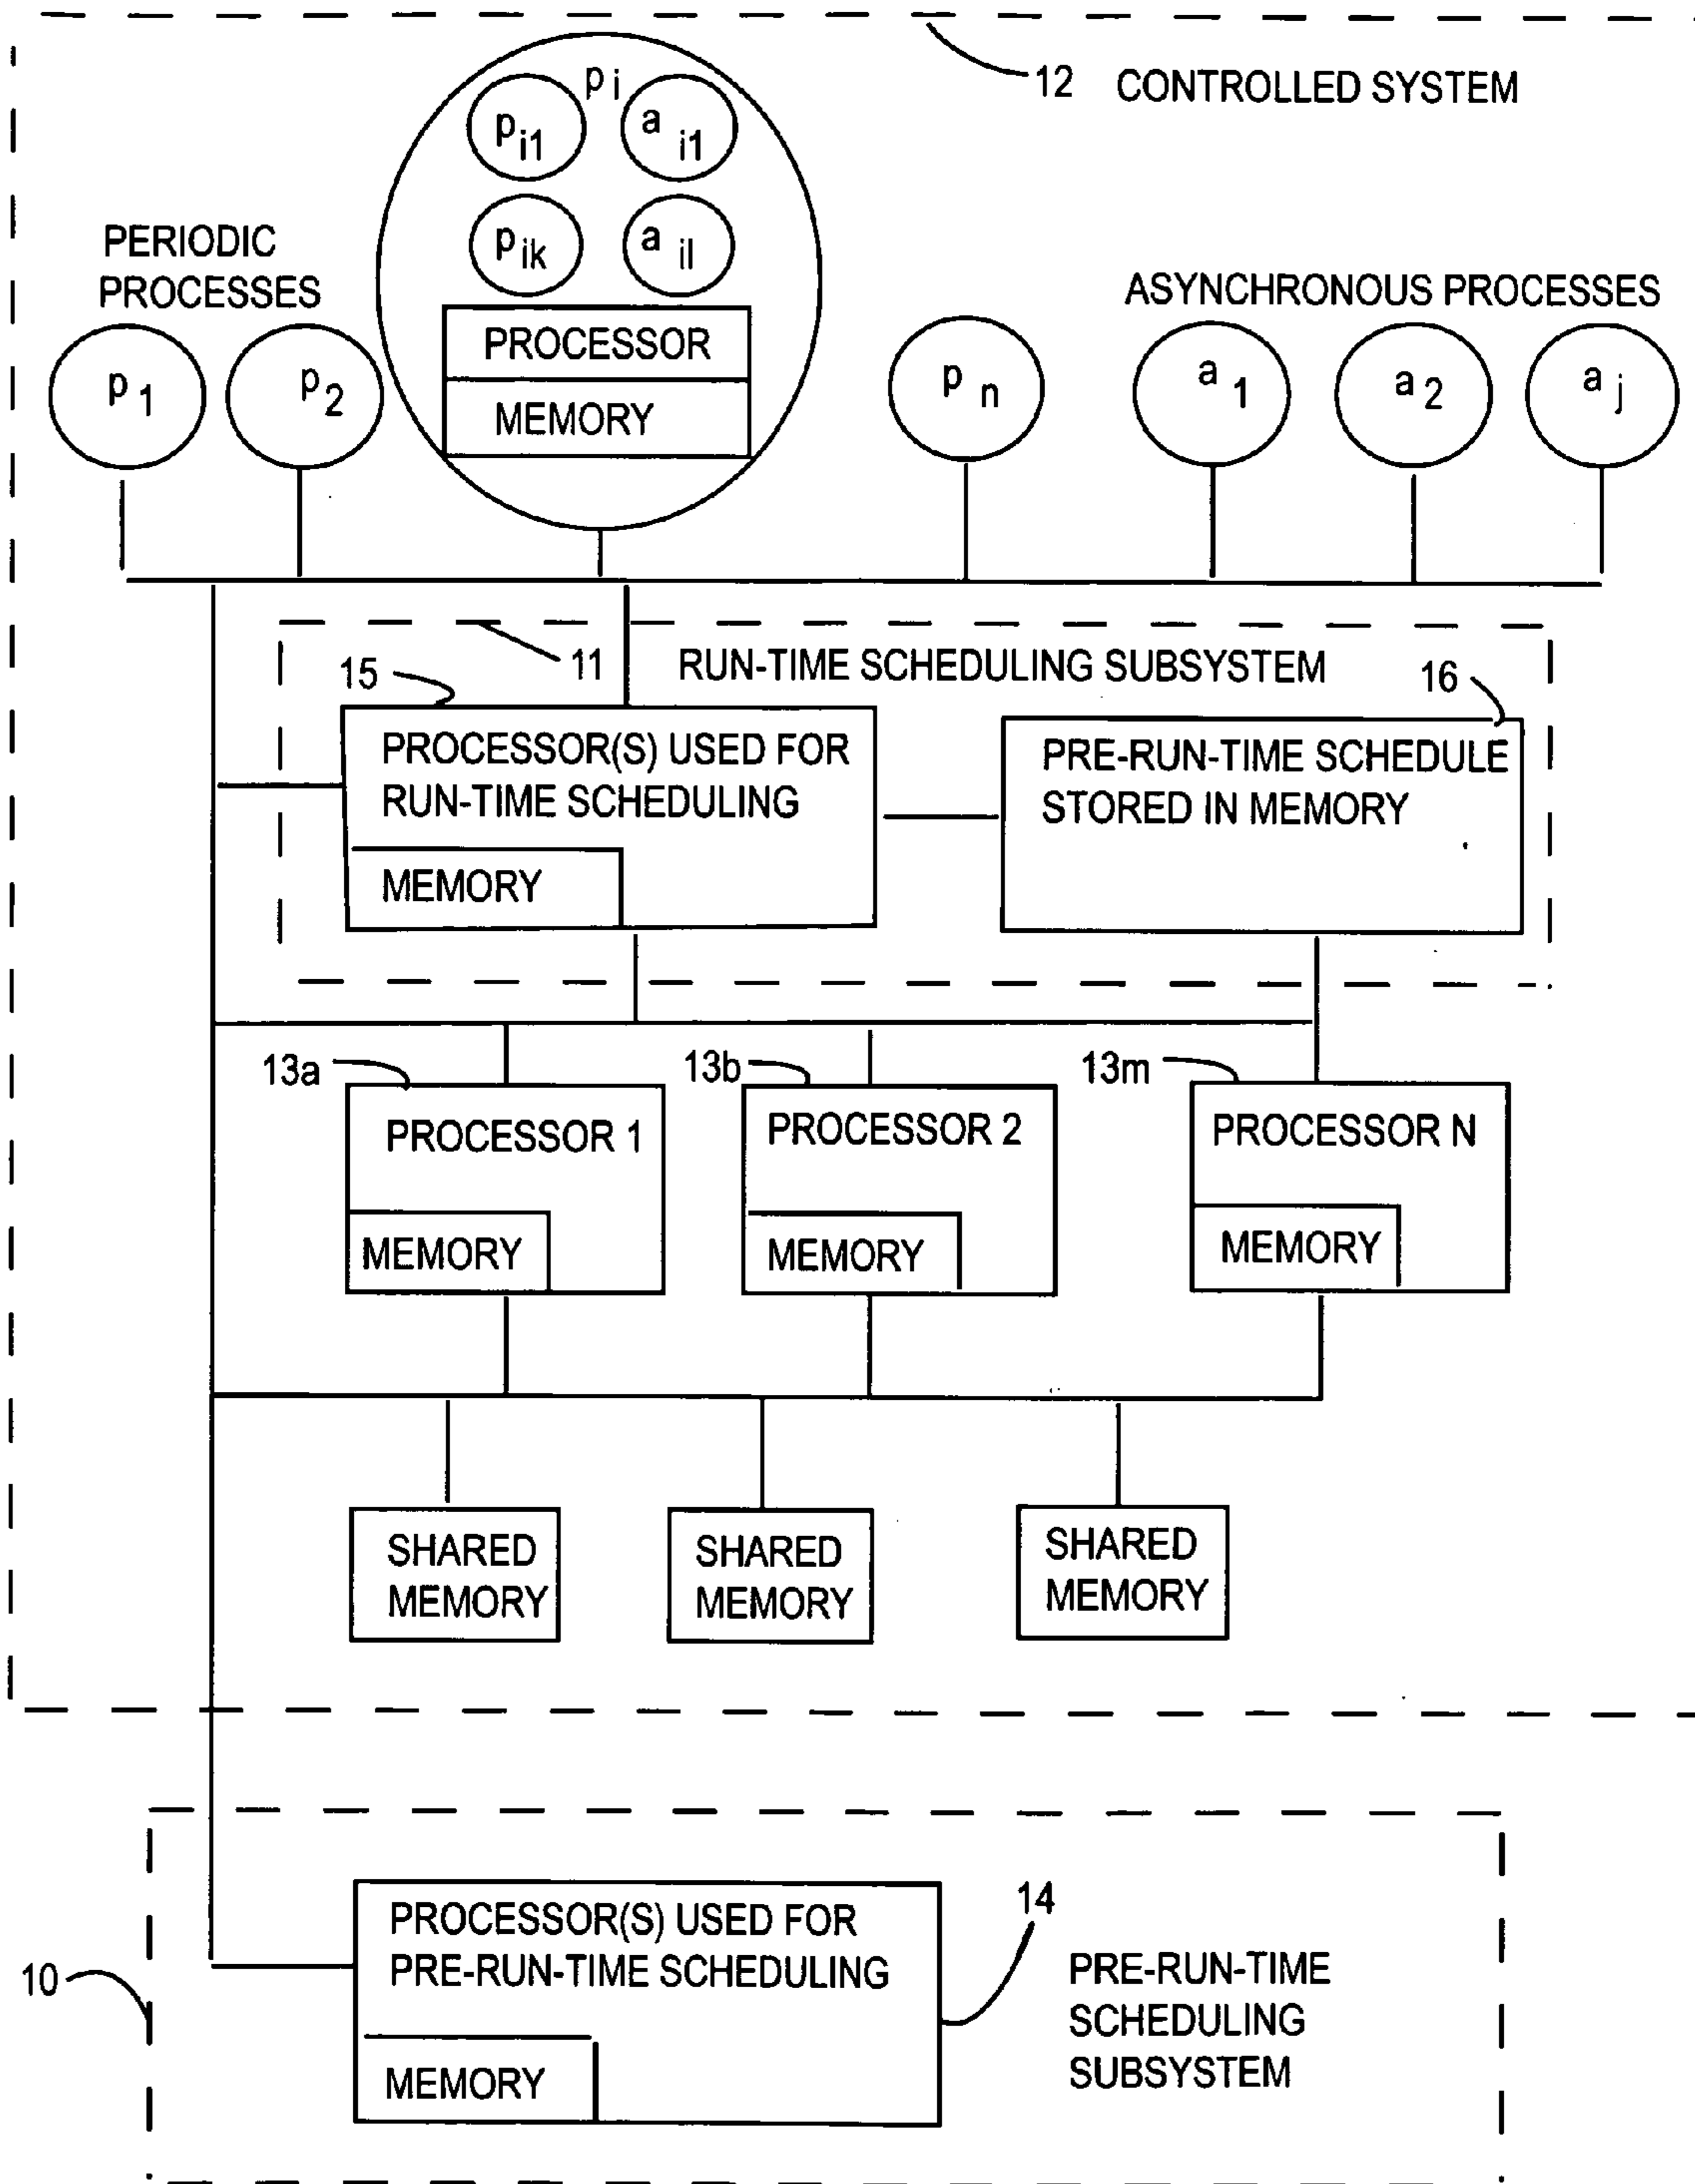 12 CONTROLLED SYSTEM
p i
p i1
a i1
p ik
a il
PERIODIC
PROCESSES
ASYNCHRONOUS PROCESSES
PROCESSOR
MEMORY
p 1
p 2
p n
a 1
a 2
a j
11 RUN-TIME SCHEDULING SUBSYSTEM
15
16
PROCESSOR(S) USED FOR
RUN-TIME SCHEDULING
MEMORY
PRE-RUN-TIME SCHEDULE
STORED IN MEMORY
13a
13b
13m
PROCESSOR 1
PROCESSOR 2
PROCESSOR N
MEMORY
MEMORY
MEMORY
SHARED
MEMORY
SHARED
MEMORY
SHARED
MEMORY
10
14
PROCESSOR(S) USED FOR
PRE-RUN-TIME SCHEDULING
MEMORY
PRE-RUN-TIME
SCHEDULING
SUBSYSTEM